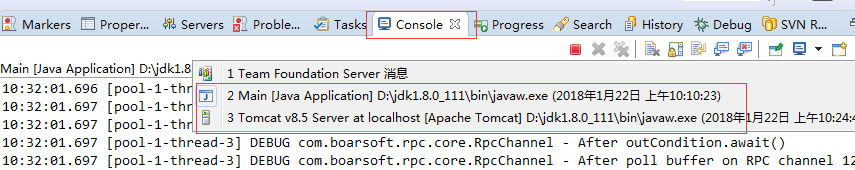 Markers Proper... Servers Problems Tasks Console Progress Search History Debug SVN R...
Main [Java Application] D:\jdk1.8
1 Team Foundation Server 消息
10:32:01.696 [pool-1-thr
2 Main [Java Application] D:\jdk1.8.0_111\bin\javaw.exe (2018年1月22日 上午10:10:23)
10:32:01.697 [pool-1-thr
3 Tomcat v8.5 Server at localhost [Apache Tomcat] D:\jdk1.8.0_111\bin\javaw.exe (2018年1月22日 上午10:24:4
10:32:01.697 [pool-1-thr
10:32:01.697 [pool-1-thread-3] DEBUG com.boarsoft.rpc.core.RpcChannel - After outCondition.await()
10:32:01.697 [pool-1-thread-3] DEBUG com.boarsoft.rpc.core.RpcChannel - After poll buffer on RPC channel 12